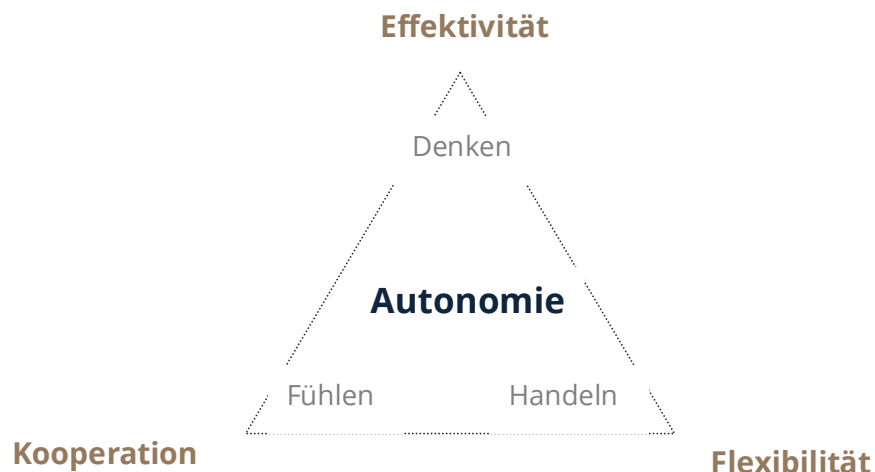 Effektivität
Denken
Autonomie
Fühlen
Handeln
Kooperation
Flexibilität